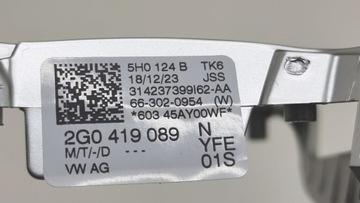 5H0 124 B TK6
18/12/23 JSS
314237399I62-AA
66-302-0954 (W)
*603 45AY00WF*
2G0 419 089 N
M/T/-/D --- YFE
VW AG 01S